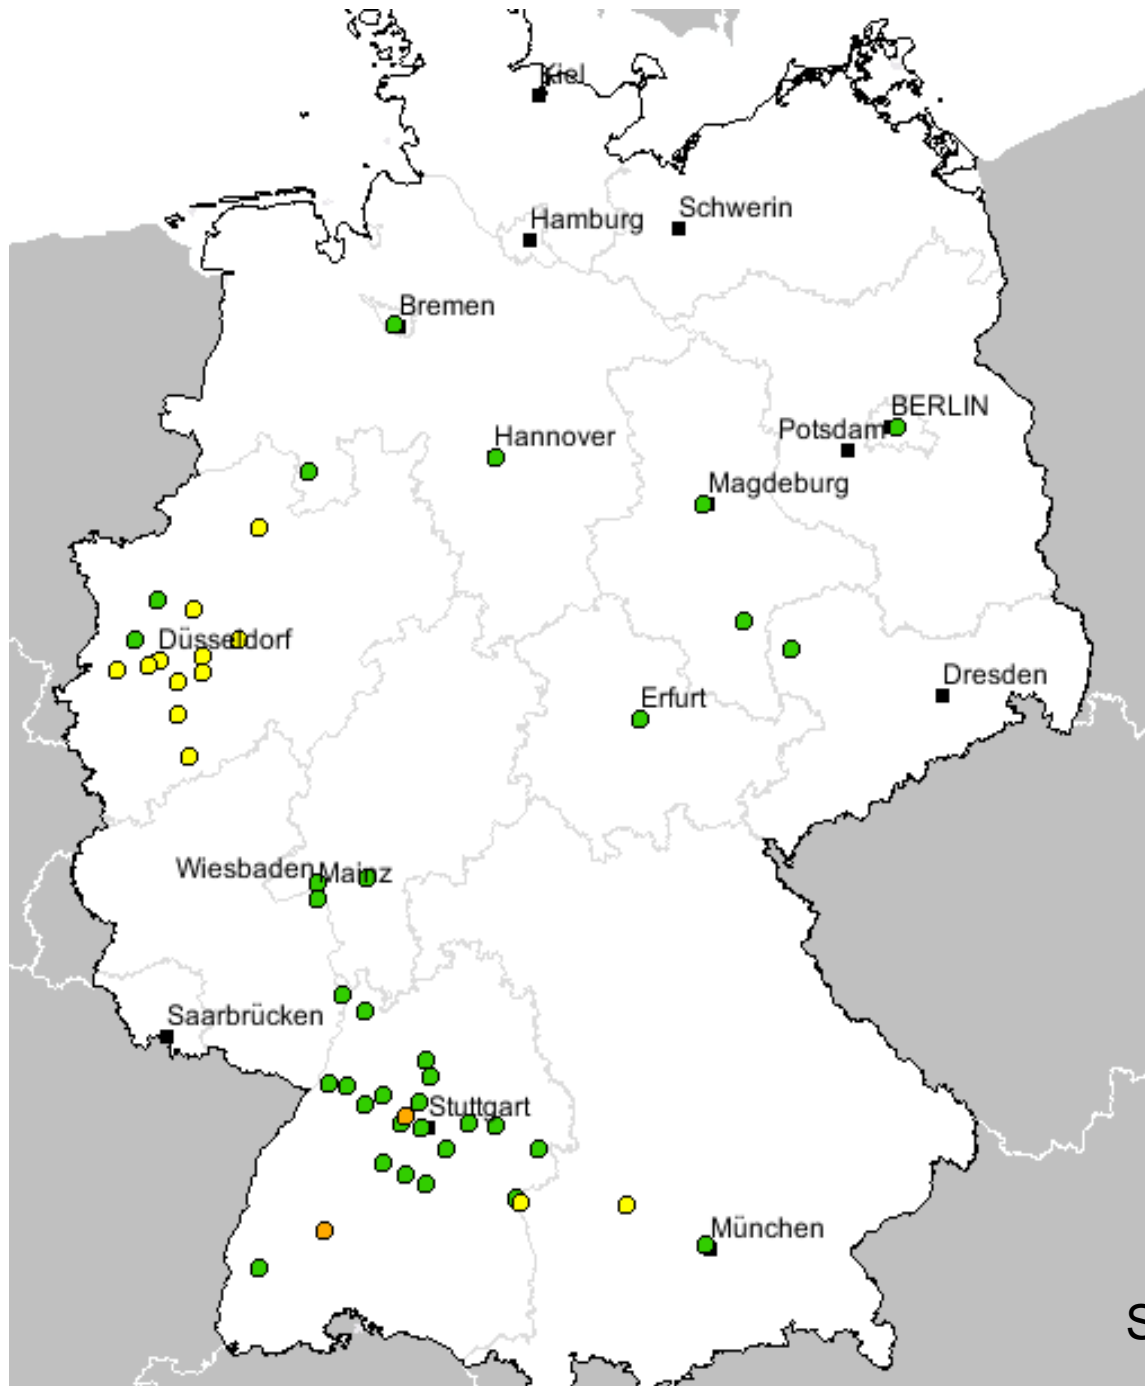 Kiel
Schwerin
Hamburg
Bremen
BERLIN
Hannover
Potsdam
Magdeburg
Düsseldorf
Dresden
Erfurt
Wiesbaden
Mainz
Saarbrücken
Stuttgart
München
S